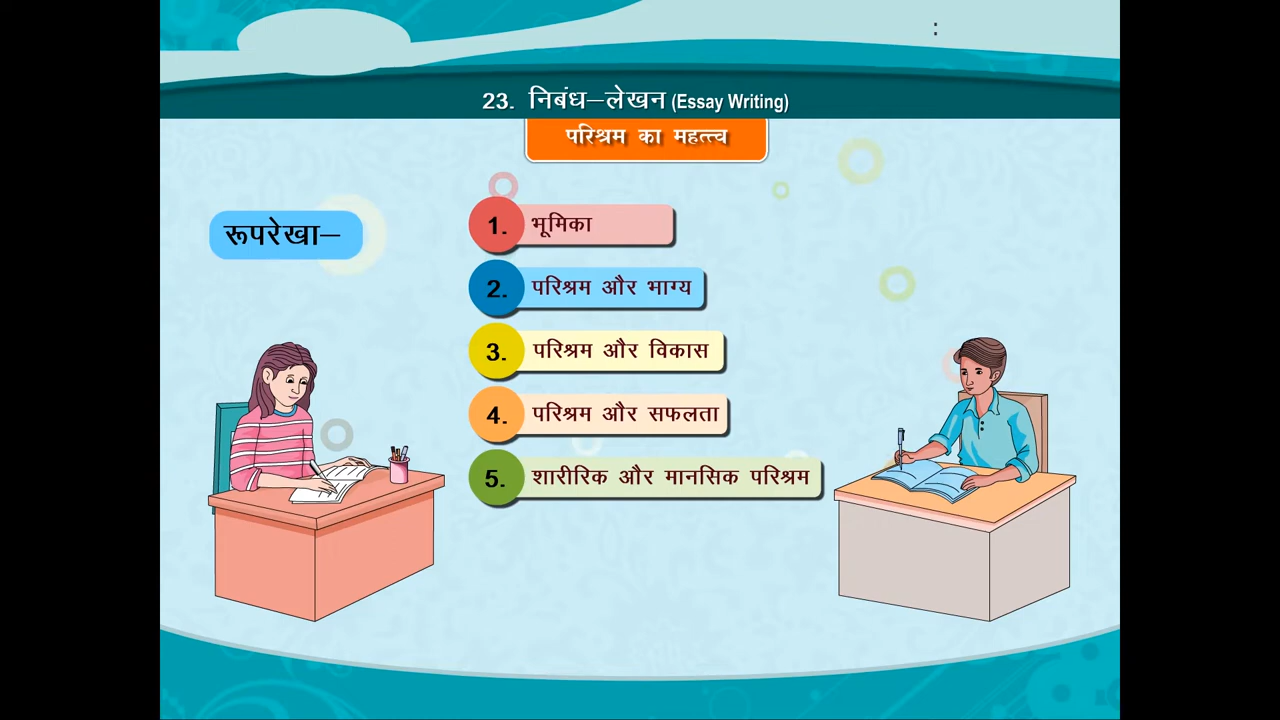 :
23. निबंध–लेखन (Essay Writing)
परिश्रम का महत्त्व
रूपरेखा–
1. भूमिका
2. परिश्रम और भाग्य
3. परिश्रम और विकास
4. परिश्रम और सफलता
5. शारीरिक और मानसिक परिश्रम